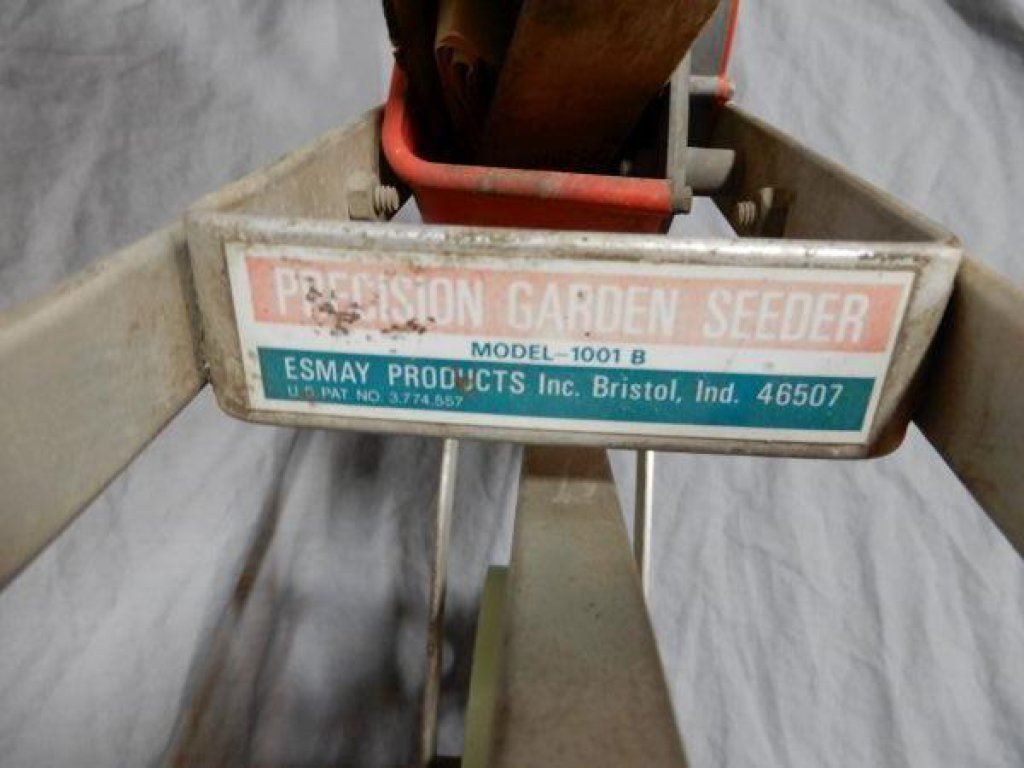 PRECISION GARDEN SEEDER
MODEL-1001 B
ESMAY PRODUCTS Inc. Bristol, Ind. 46507
U.S. PAT NO. 3,774,557